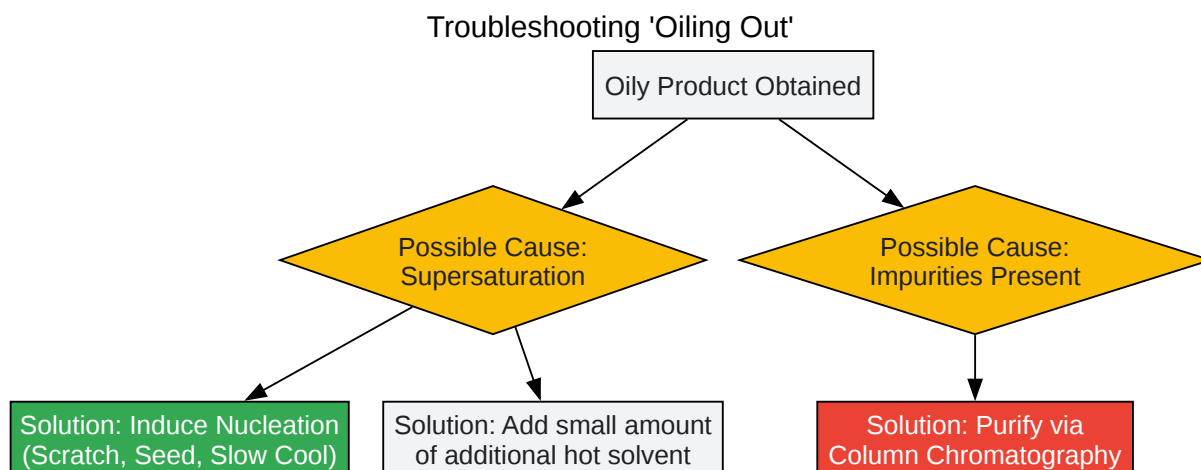 Troubleshooting 'Oiling Out'
Oily Product Obtained
Possible Cause:
Supersaturation
Possible Cause:
Impurities Present
Solution: Induce Nucleation
(Scratch, Seed, Slow Cool)
Solution: Add small amount
of additional hot solvent
Solution: Purify via
Column Chromatography